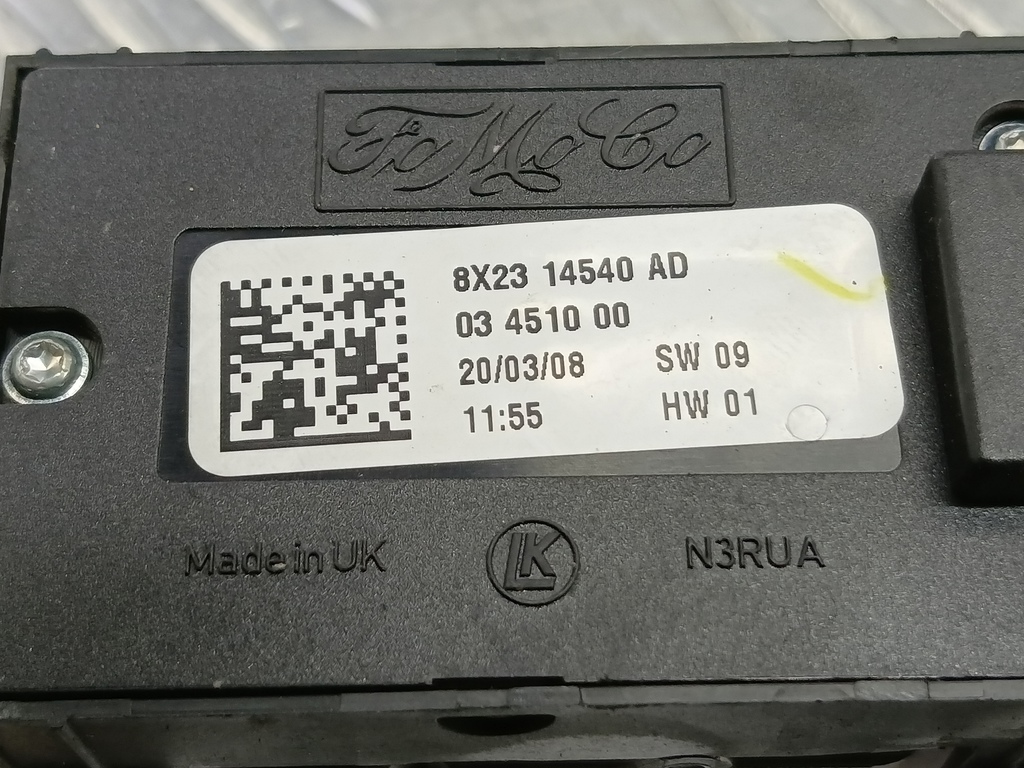 FoMoCo
8X23 14540 AD
03 4510 00
20/03/08 SW 09
11:55 HW 01
Made in UK LK N3RUA